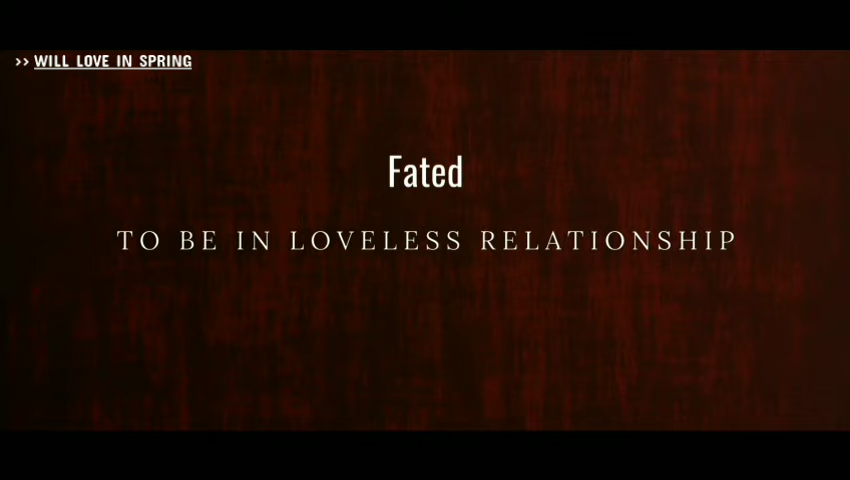 >> WILL LOVE IN SPRING
Fated
TO BE IN LOVELESS RELATIONSHIP